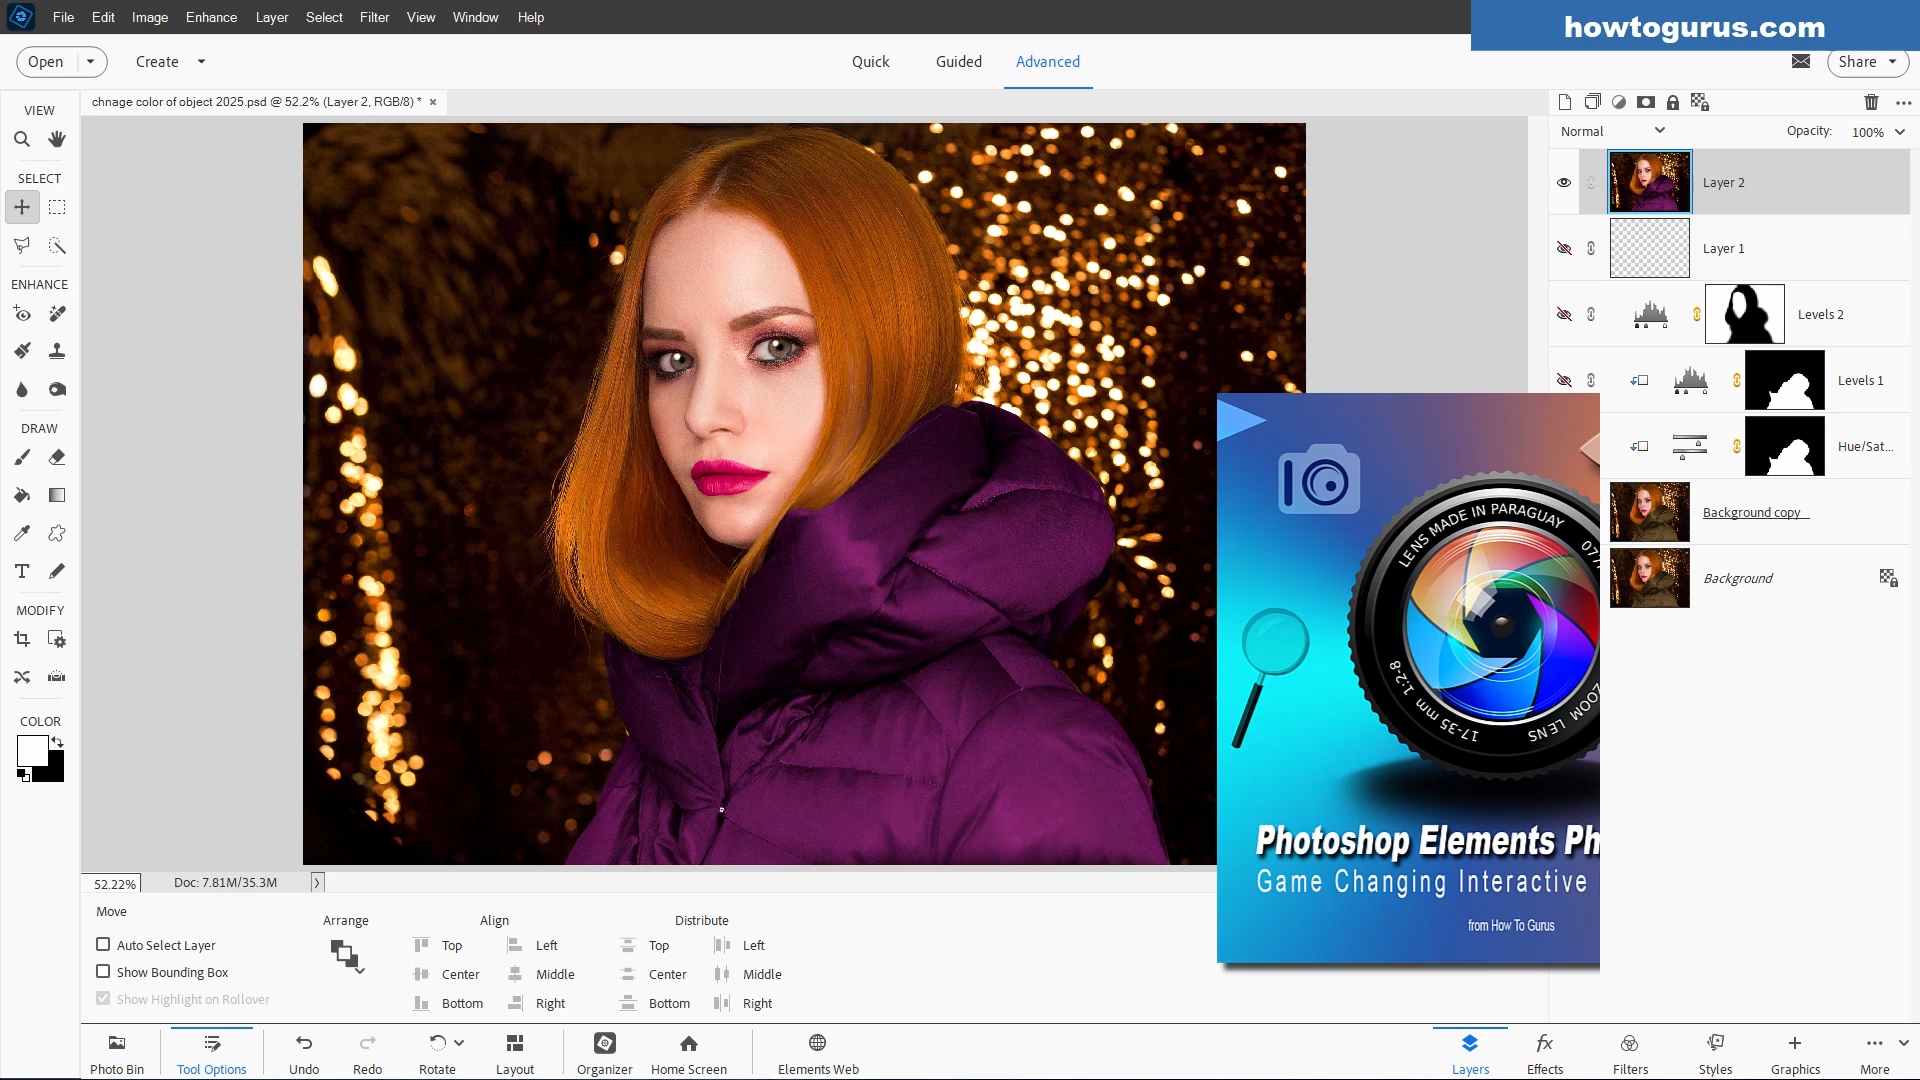 File Edit Image Enhance Layer Select Filter View Window Help
howtogurus.com
Open Create Quick Guided Advanced Share
chnage color of object 2025.psd @ 52.2% (Layer 2, RGB/8) * ×
VIEW
SELECT
ENHANCE
DRAW
MODIFY
COLOR
Normal Opacity: 100%
Layer 2
Layer 1
Levels 2
Levels 1
Hue/Sat...
Background copy
Background
LENS MADE IN PARAGUAY
1:2-8 17-35 mm ZOOM LENS
Photoshop Elements Ph
Game Changing Interactive
from How To Gurus
52.22% Doc: 7.81M/35.3M
Move
Auto Select Layer
Show Bounding Box
Show Highlight on Rollover
Arrange
Align
Top Left
Center Middle
Bottom Right
Distribute
Top Left
Center Middle
Bottom Right
Photo Bin Tool Options Undo Redo Rotate Layout Organizer Home Screen Elements Web Layers Effects Filters Styles Graphics More